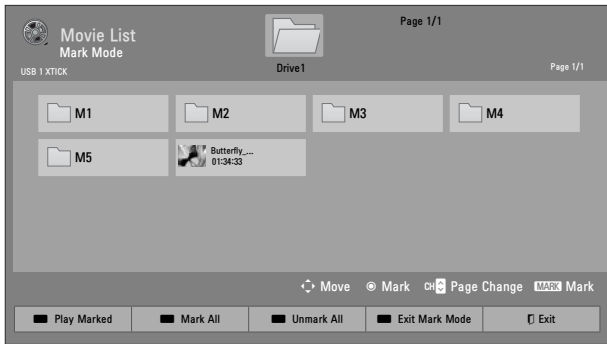 Page 1/1
Movie List
Mark Mode
USB 1 XTICK
Drive1
Page 1/1
M1
M2
M3
M4
M5
Butterfly_...
01:34:33
Move
Mark
CH
Page Change
MARK
Mark
Play Marked
Mark All
Unmark All
Exit Mark Mode
Exit